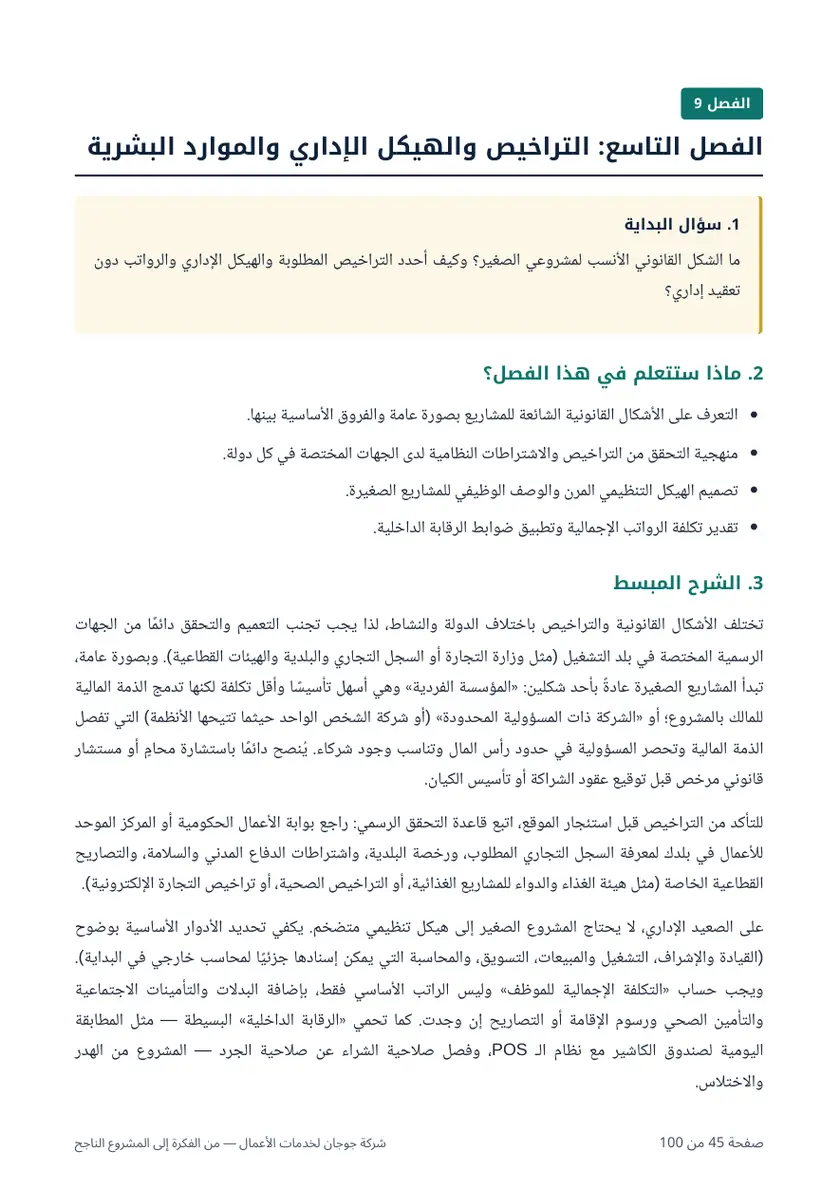 الفصل 9
الفصل التاسع: التراخيص والهيكل الإداري والموارد البشرية
1. سؤال البداية
ما الشكل القانوني الأنسب لمشروعي الصغير؟ وكيف أحدد التراخيص المطلوبة والهيكل الإداري والرواتب دون
تعقيد إداري؟
2. ماذا ستتعلم في هذا الفصل؟
• التعرف على الأشكال القانونية الشائعة للمشاريع بصورة عامة والفروق الأساسية بينها.
• منهجية التحقق من التراخيص والاشتراطات النظامية لدى الجهات المختصة في كل دولة.
• تصميم الهيكل التنظيمي المرن والوصف الوظيفي للمشاريع الصغيرة.
• تقدير تكلفة الرواتب الإجمالية وتطبيق ضوابط الرقابة الداخلية.
3. الشرح المبسط
تختلف الأشكال القانونية والتراخيص باختلاف الدولة والنشاط، لذا يجب تجنب التعميم والتحقق دائمًا من الجهات
الرسمية المختصة في بلد التشغيل (مثل وزارة التجارة أو السجل التجاري والبلدية والهيئات القطاعية). وبصورة عامة،
تبدأ المشاريع الصغيرة عادةً بأحد شكلين: «المؤسسة الفردية» وهي أسهل تأسيسًا وأقل تكلفة لكنها تدمج الذمة المالية
للمالك بالمشروع؛ أو «الشركة ذات المسؤولية المحدودة» (أو شركة الشخص الواحد حيثما تتيحها الأنظمة) التي تفصل
الذمة المالية وتحصر المسؤولية في حدود رأس المال وتناسب وجود شركاء. يُنصح دائمًا باستشارة محامٍ أو مستشار
قانوني مرخص قبل توقيع عقود الشراكة أو تأسيس الكيان.
للتأكد من التراخيص قبل استئجار الموقع، اتبع قاعدة التحقق الرسمي: راجع بوابة الأعمال الحكومية أو المركز الموحد
للأعمال في بلدك لمعرفة السجل التجاري المطلوب، ورخصة البلدية، واشتراطات الدفاع المدني والسلامة، والتصاريح
القطاعية الخاصة (مثل هيئة الغذاء والدواء للمشاريع الغذائية، أو التراخيص الصحية، أو تراخيص التجارة الإلكترونية).
على الصعيد الإداري، لا يحتاج المشروع الصغير إلى هيكل تنظيمي متضخم. يكفي تحديد الأدوار الأساسية بوضوح
(القيادة والإشراف، التشغيل والمبيعات، التسويق، والمحاسبة التي يمكن إسنادها جزئيًا لمحاسب خارجي في البداية).
ويجب حساب «التكلفة الإجمالية للموظف» وليس الراتب الأساسي فقط، بإضافة البدلات والتأمينات الاجتماعية
والتأمين الصحي ورسوم الإقامة أو التصاريح إن وجدت. كما تحمي «الرقابة الداخلية» البسيطة — مثل المطابقة
اليومية لصندوق الكاشير مع نظام الـ POS، وفصل صلاحية الشراء عن صلاحية الجرد — المشروع من الهدر
والاختلاس.
صفحة 45 من 100
شركة جوجان لخدمات الأعمال — من الفكرة إلى المشروع الناجح